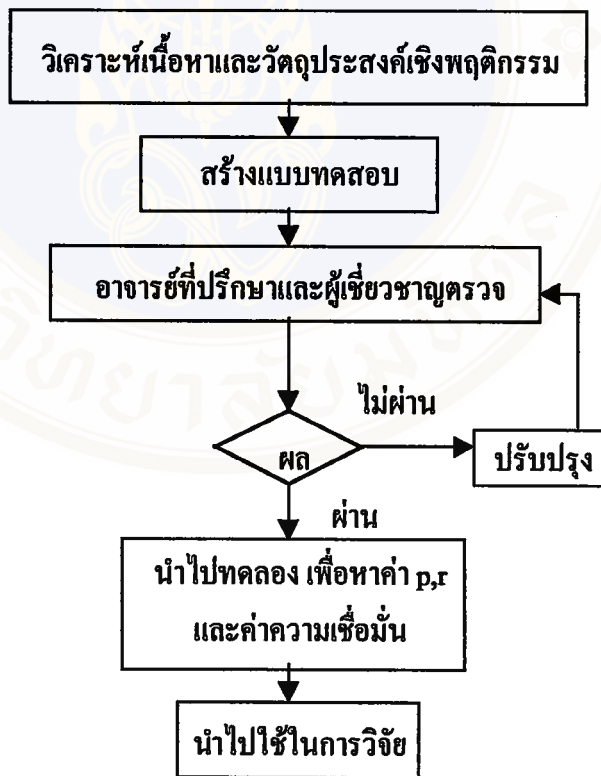 วิเคราะห์เนื้อหาและวัตถุประสงค์เชิงพฤติกรรม
สร้างแบบทดสอบ
อาจารย์ที่ปรึกษาและผู้เชี่ยวชาญตรวจ
ไม่ผ่าน
ผล
ปรับปรุง
ผ่าน
นำไปทดลอง เพื่อหาค่า p,r
และค่าความเชื่อมั่น
นำไปใช้ในการวิจัย